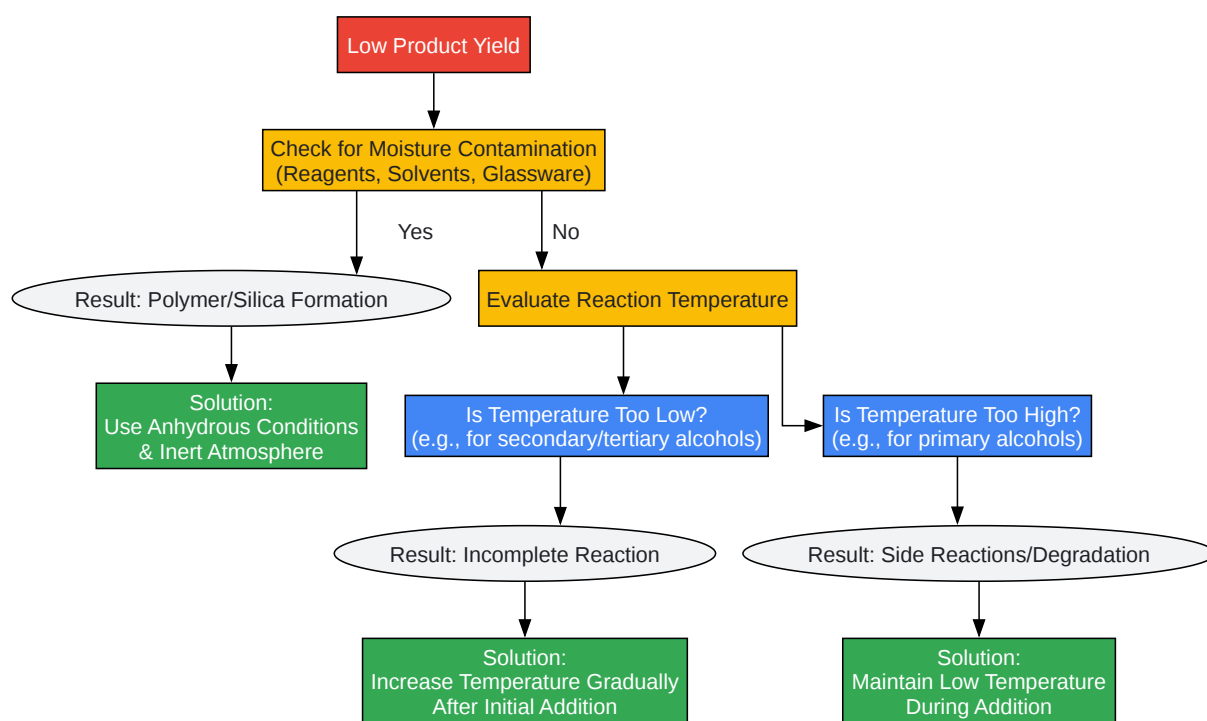 Low Product Yield
Check for Moisture Contamination
(Reagents, Solvents, Glassware)
Yes
No
Result: Polymer/Silica Formation
Evaluate Reaction Temperature
Solution:
Use Anhydrous Conditions
& Inert Atmosphere
Is Temperature Too Low?
(e.g., for secondary/tertiary alcohols)
Is Temperature Too High?
(e.g., for primary alcohols)
Result: Incomplete Reaction
Result: Side Reactions/Degradation
Solution:
Increase Temperature Gradually
After Initial Addition
Solution:
Maintain Low Temperature
During Addition